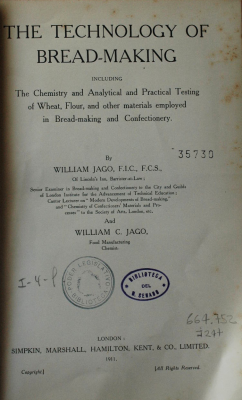 THE TECHNOLOGY OF
BREAD-MAKING
INCLUDING
The Chemistry and Analytical and Practical Testing
of Wheat, Flour, and other materials employed
in Bread-making and Confectionery.
By
35730
WILLIAM JAGO, F.I.C., F.C.S.,
Of Lincoln's Inn, Barrister-at-Law;
Senior Examiner in Bread-making and Confectionery to the City and Guilds
of London Institute for the Advancement of Technical Education;
Cantor Lecturer on "Modern Developments of Bread-making,"
and "Chemistry of Confectioners' Materials and Pro-
cesses" to the Society of Arts, London, etc.
And
WILLIAM C. JAGO,
Food Manufacturing
Chemist.
I-4-P
BIBLIOTECA
DEL
SENADO
664.752
LONDON:
SIMPKIN, MARSHALL, HAMILTON, KENT, & CO., LIMITED.
1911.
Copyright]
[All Rights Reserved.